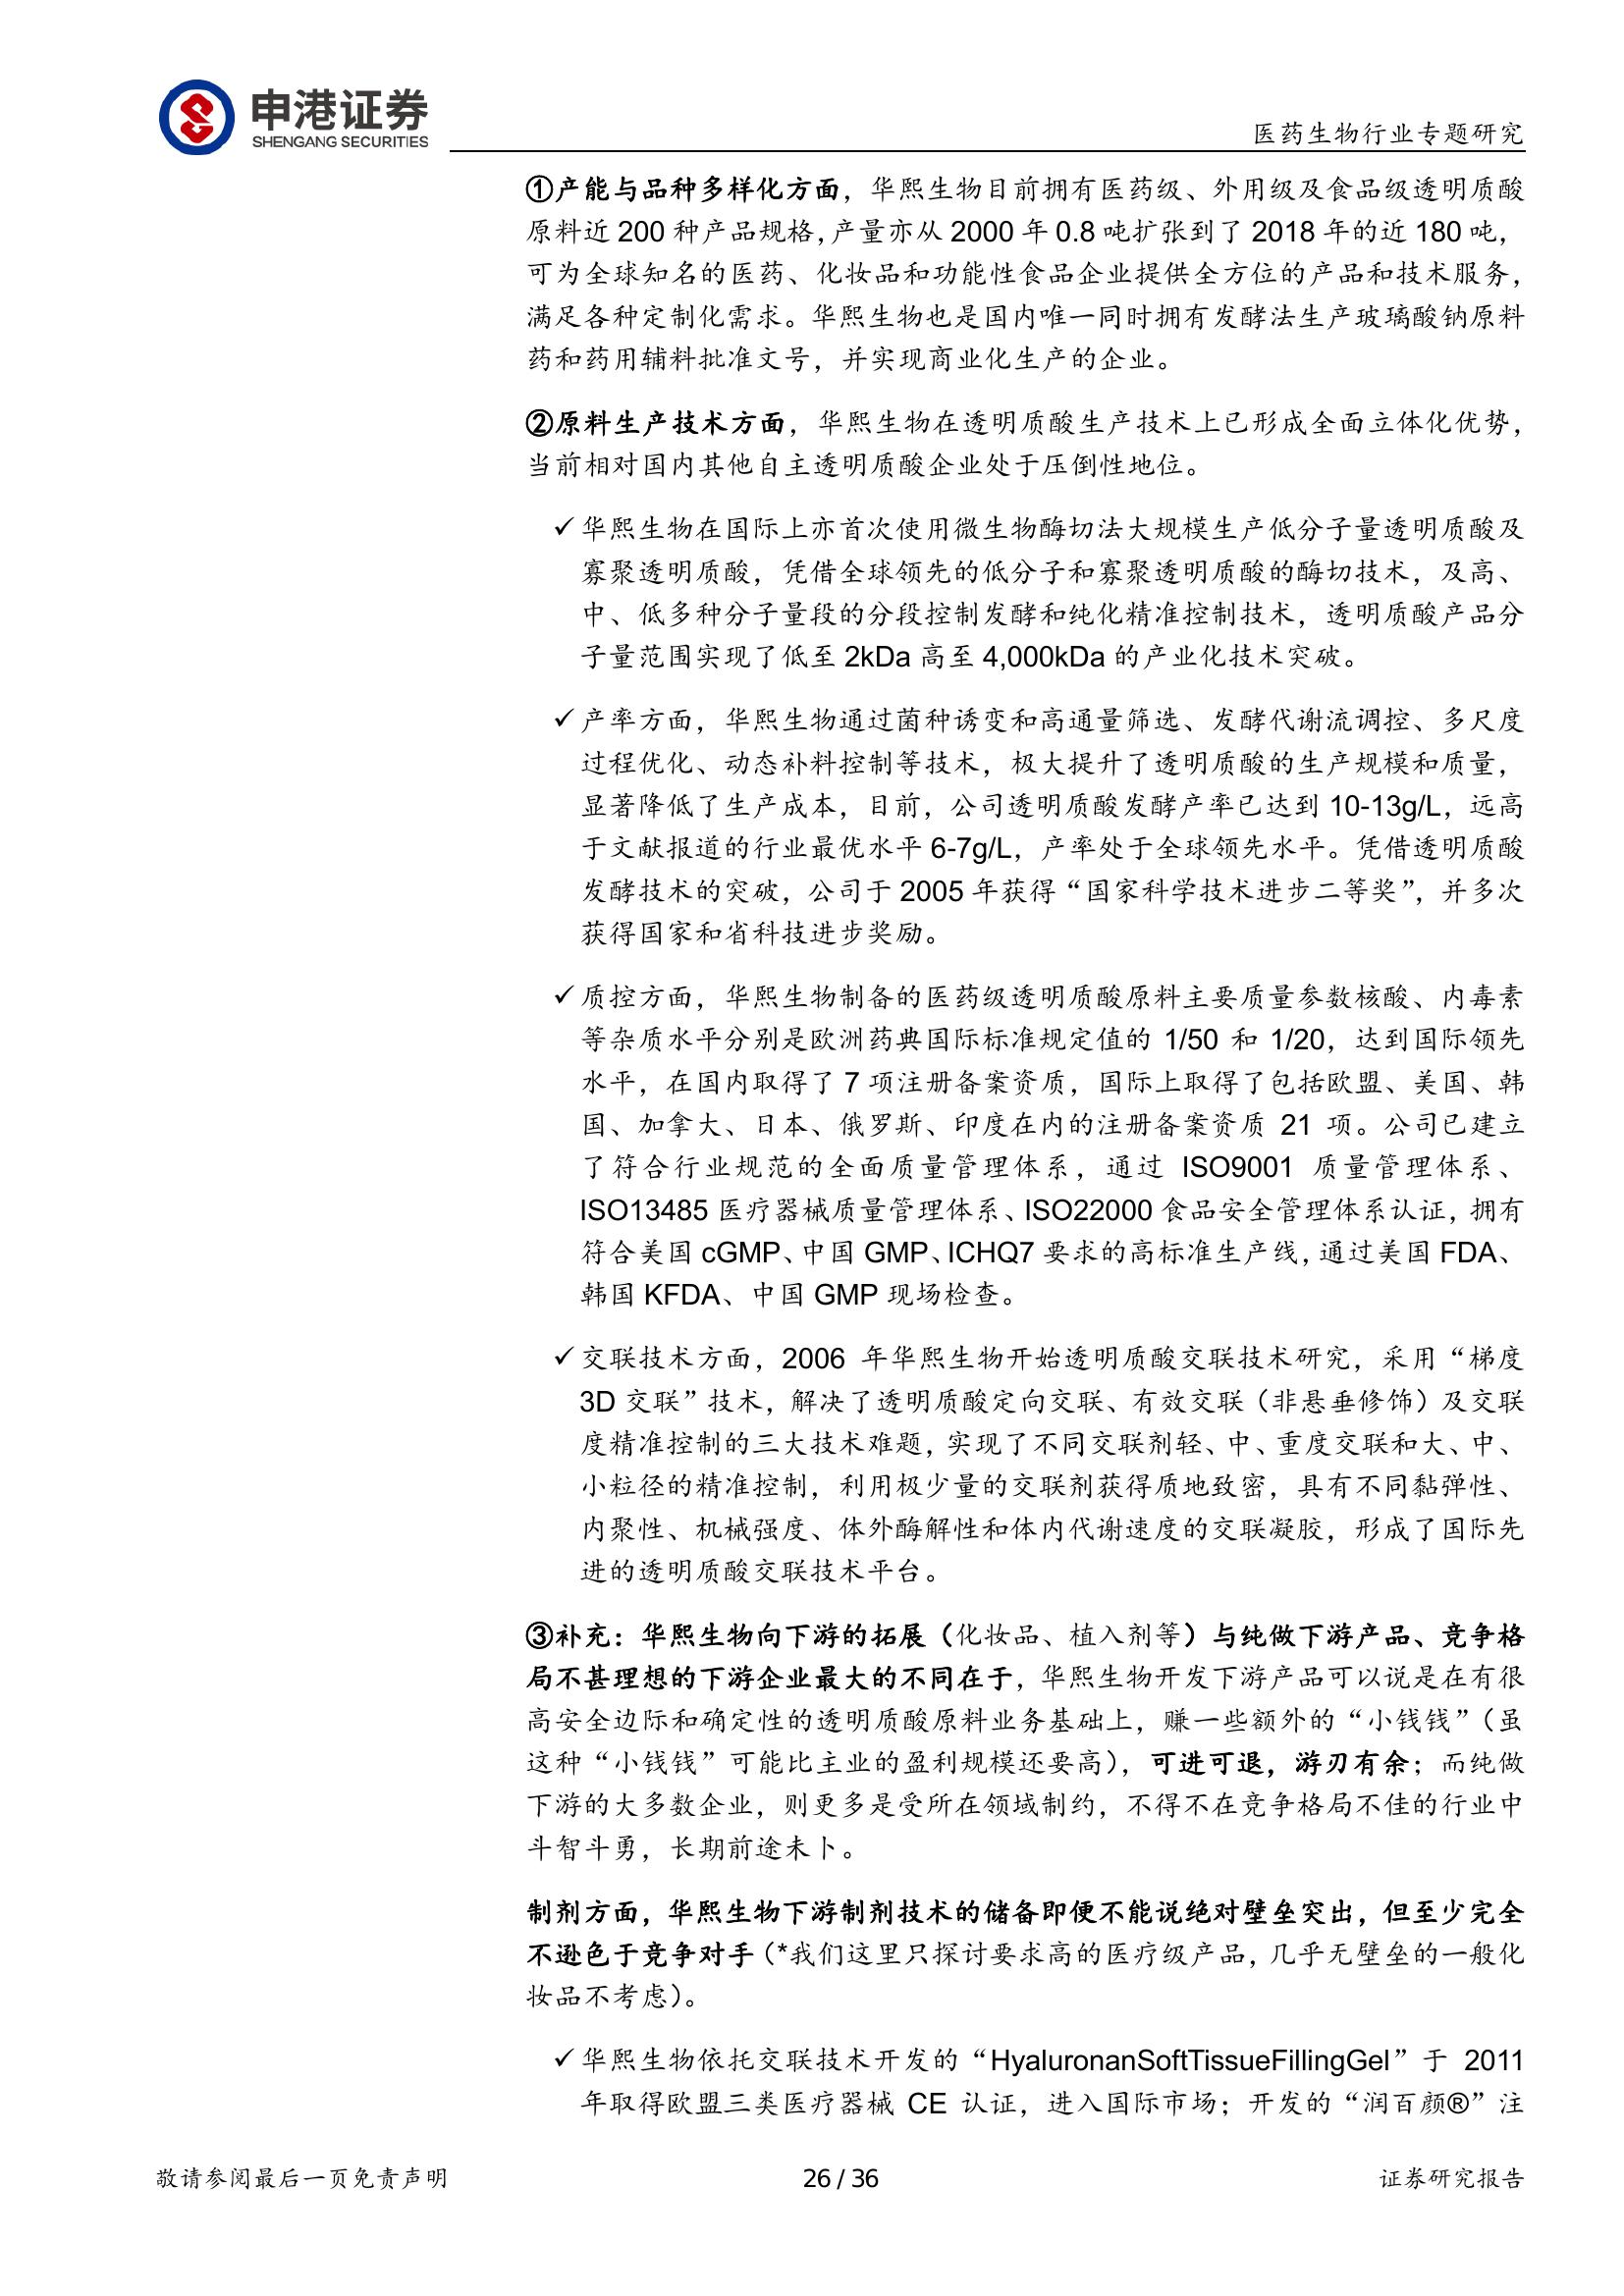 申港证券
SHENGANG SECURITIES
医药生物行业专题研究
①产能与品种多样化方面，华熙生物目前拥有医药级、外用级及食品级透明质酸
原料近 200 种产品规格，产量亦从 2000 年 0.8 吨扩张到了 2018 年的近 180 吨，
可为全球知名的医药、化妆品和功能性食品企业提供全方位的产品和技术服务，
满足各种定制化需求。华熙生物也是国内唯一同时拥有发酵法生产玻璃酸钠原料
药和药用辅料批准文号，并实现商业化生产的企业。
②原料生产技术方面，华熙生物在透明质酸生产技术上已形成全面立体化优势，
当前相对国内其他自主透明质酸企业处于压倒性地位。
✓ 华熙生物在国际上亦首次使用微生物酶切法大规模生产低分子量透明质酸及
寡聚透明质酸，凭借全球领先的低分子和寡聚透明质酸的酶切技术，及高、
中、低多种分子量段的分段控制发酵和纯化精准控制技术，透明质酸产品分
子量范围实现了低至 2kDa 高至 4,000kDa 的产业化技术突破。
✓ 产率方面，华熙生物通过菌种诱变和高通量筛选、发酵代谢流调控、多尺度
过程优化、动态补料控制等技术，极大提升了透明质酸的生产规模和质量，
显著降低了生产成本，目前，公司透明质酸发酵产率已达到 10-13g/L，远高
于文献报道的行业最优水平 6-7g/L，产率处于全球领先水平。凭借透明质酸
发酵技术的突破，公司于 2005 年获得“国家科学技术进步二等奖”，并多次
获得国家和省科技进步奖励。
✓ 质控方面，华熙生物制备的医药级透明质酸原料主要质量参数核酸、内毒素
等杂质水平分别是欧洲药典国际标准规定值的 1/50 和 1/20，达到国际领先
水平，在国内取得了 7 项注册备案资质，国际上取得了包括欧盟、美国、韩
国、加拿大、日本、俄罗斯、印度在内的注册备案资质 21 项。公司已建立
了符合行业规范的全面质量管理体系，通过 ISO9001 质量管理体系、
ISO13485 医疗器械质量管理体系、ISO22000 食品安全管理体系认证，拥有
符合美国 cGMP、中国 GMP、ICHQ7 要求的高标准生产线，通过美国 FDA、
韩国 KFDA、中国 GMP 现场检查。
✓ 交联技术方面，2006 年华熙生物开始透明质酸交联技术研究，采用“梯度
3D 交联”技术，解决了透明质酸定向交联、有效交联（非悬垂修饰）及交联
度精准控制的三大技术难题，实现了不同交联剂轻、中、重度交联和大、中、
小粒径的精准控制，利用极少量的交联剂获得质地致密，具有不同黏弹性、
内聚性、机械强度、体外酶解性和体内代谢速度的交联凝胶，形成了国际先
进的透明质酸交联技术平台。
③补充：华熙生物向下游的拓展（化妆品、植入剂等）与纯做下游产品、竞争格
局不甚理想的下游企业最大的不同在于，华熙生物开发下游产品可以说是在有很
高安全边际和确定性的透明质酸原料业务基础上，赚一些额外的“小钱钱”（虽
这种“小钱钱”可能比主业的盈利规模还要高），可进可退，游刃有余；而纯做
下游的大多数企业，则更多是受所在领域制约，不得不在竞争格局不佳的行业中
斗智斗勇，长期前途未卜。
制剂方面，华熙生物下游制剂技术的储备即便不能说绝对壁垒突出，但至少完全
不逊色于竞争对手（*我们这里只探讨要求高的医疗级产品，几乎无壁垒的一般化
妆品不考虑）。
✓ 华熙生物依托交联技术开发的“HyaluronanSoftTissueFillingGel”于 2011
年取得欧盟三类医疗器械 CE 认证，进入国际市场；开发的“润百颜®”注
敬请参阅最后一页免责声明
26 / 36
证券研究报告